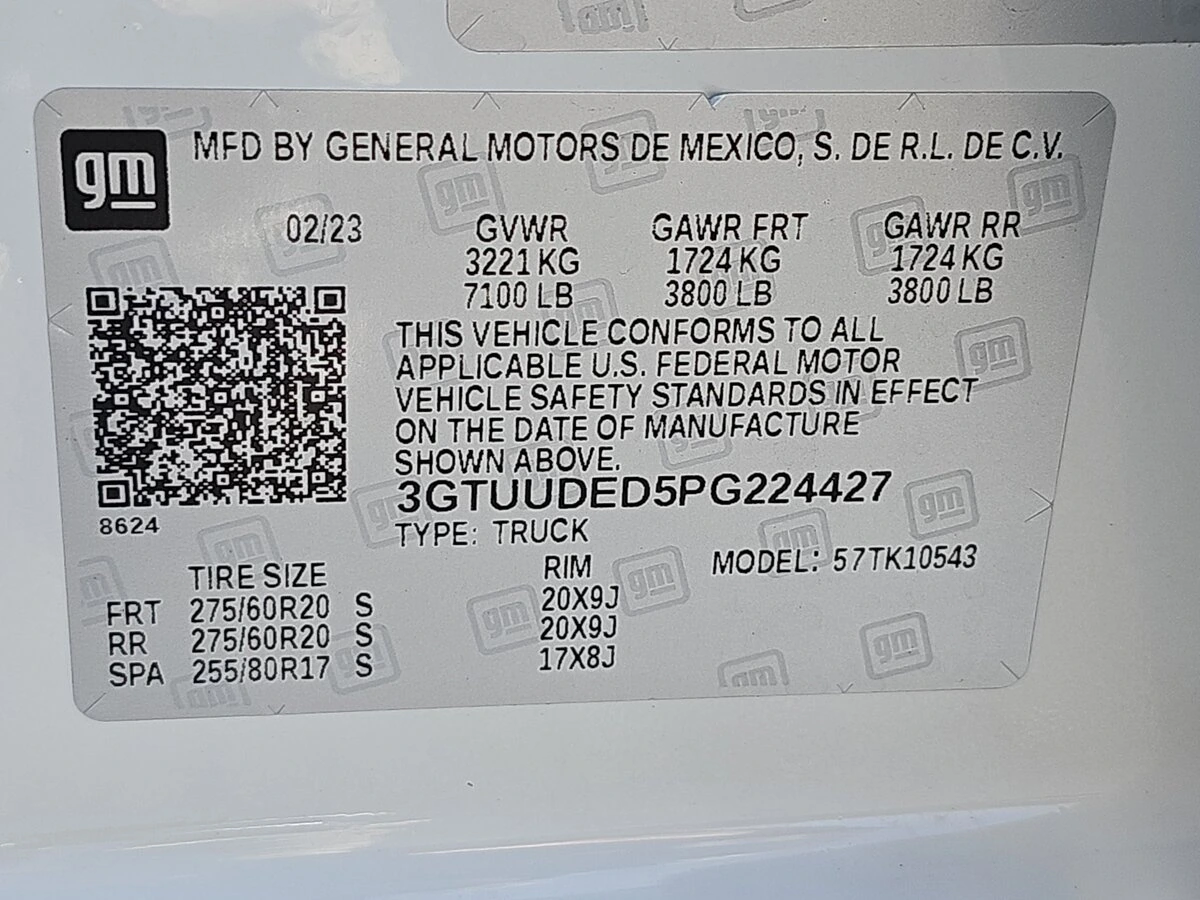 gm
MFD BY GENERAL MOTORS DE MEXICO, S. DE R.L. DE C.V.
02/23 GVWR GAWR FRT GAWR RR
3221 KG 1724 KG 1724 KG
7100 LB 3800 LB 3800 LB
THIS VEHICLE CONFORMS TO ALL
APPLICABLE U.S. FEDERAL MOTOR
VEHICLE SAFETY STANDARDS IN EFFECT
ON THE DATE OF MANUFACTURE
SHOWN ABOVE.
3GTUUDED5PG224427
8624
TYPE: TRUCK
TIRE SIZE RIM MODEL: 57TK10543
FRT 275/60R20 S 20X9J
RR 275/60R20 S 20X9J
SPA 255/80R17 S 17X8J